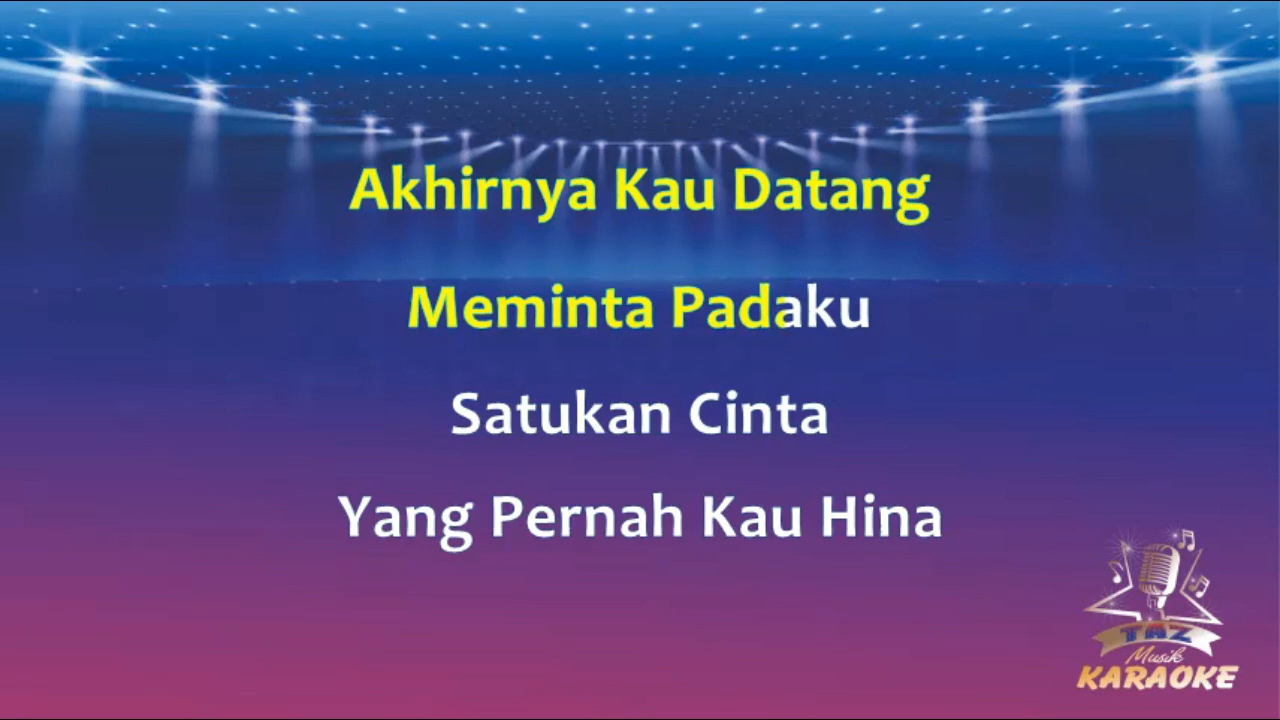 Akhirnya Kau Datang
Meminta Padaku
Satukan Cinta
Yang Pernah Kau Hina
TAZ
Musik
KARAOKE